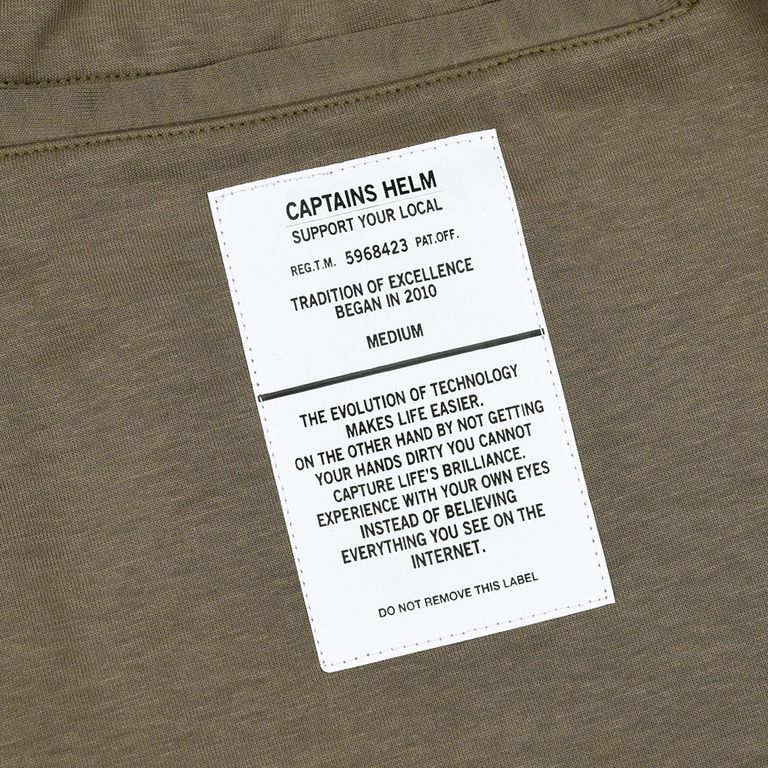 CAPTAINS HELM
SUPPORT YOUR LOCAL
REG.T.M. 5968423 PAT.OFF.
TRADITION OF EXCELLENCE
BEGAN IN 2010
MEDIUM
THE EVOLUTION OF TECHNOLOGY
MAKES LIFE EASIER.
ON THE OTHER HAND BY NOT GETTING
YOUR HANDS DIRTY YOU CANNOT
CAPTURE LIFE'S BRILLIANCE.
EXPERIENCE WITH YOUR OWN EYES
INSTEAD OF BELIEVING
EVERYTHING YOU SEE ON THE
INTERNET.
DO NOT REMOVE THIS LABEL